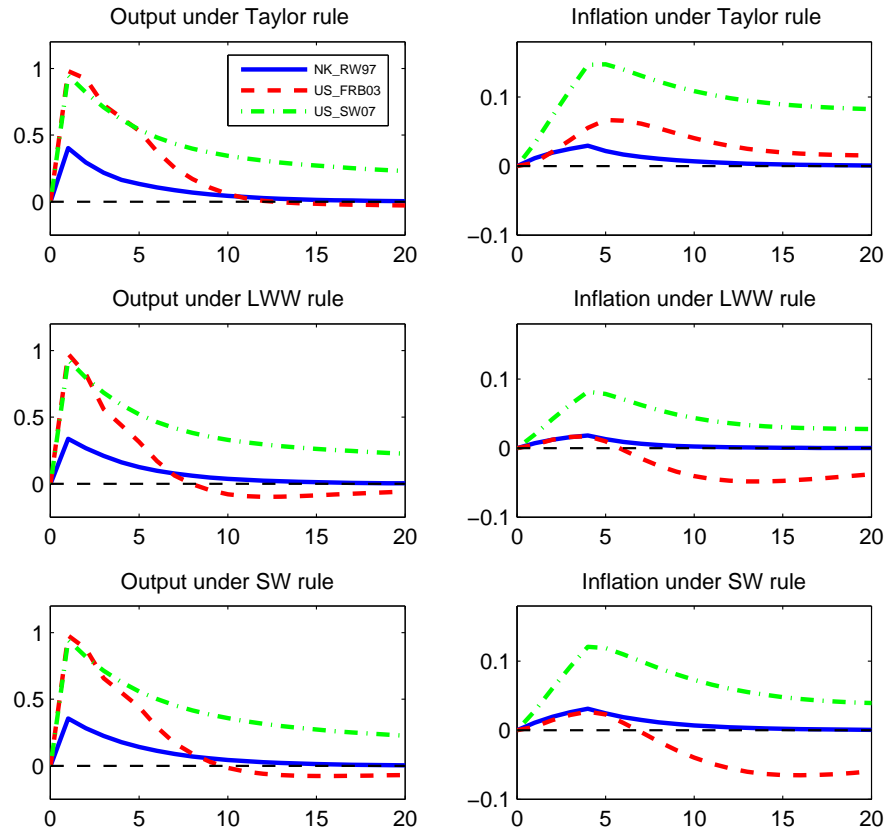 Output under Taylor rule
1
0.5
0
0 5 10 15 20
NK_RW97
US_FRB03
US_SW07
Inflation under Taylor rule
0.1
0
−0.1
0 5 10 15 20
Output under LWW rule
1
0.5
0
0 5 10 15 20
Inflation under LWW rule
0.1
0
−0.1
0 5 10 15 20
Output under SW rule
1
0.5
0
0 5 10 15 20
Inflation under SW rule
0.1
0
−0.1
0 5 10 15 20